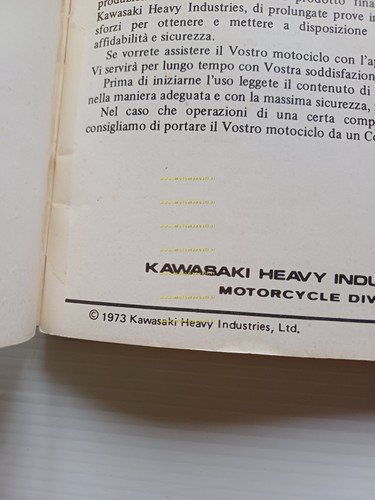 Kawasaki Heavy Industries, di prolungate prove in
sforzi per ottenere e mettere a disposizione
affidabilità e sicurezza.
Se vorrete assistere il Vostro motociclo con l'ap
Vi servirà per lungo tempo con Vostra soddisfazion
Prima di iniziarne l'uso leggete il contenuto di
nella maniera adeguata e con la massima sicurezza,
Nel caso che operazioni di una certa comp
consigliamo di portare il Vostro motociclo da un Co
KAWASAKI HEAVY INDU
MOTORCYCLE DIV
© 1973 Kawasaki Heavy Industries, Ltd.